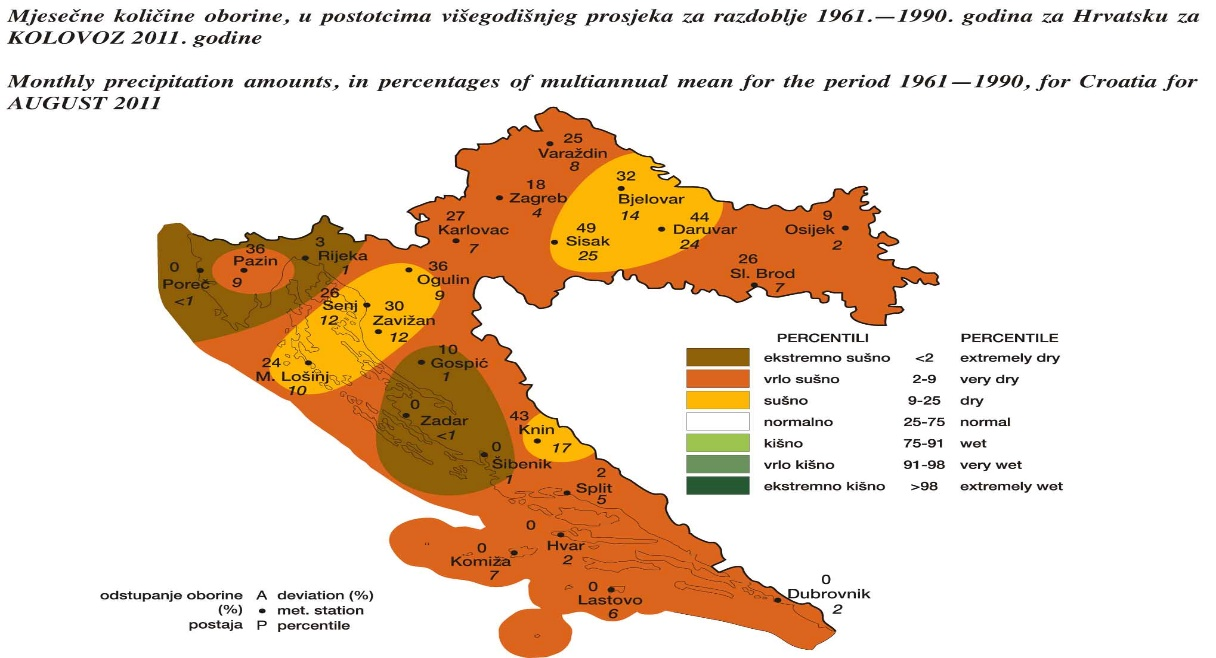 Mjesečne količine oborine, u postotcima višegodišnjeg prosjeka za razdoblje 1961.—1990. godina za Hrvatsku za
KOLOVOZ 2011. godine
Monthly precipitation amounts, in percentages of multiannual mean for the period 1961—1990, for Croatia for
AUGUST 2011
25
Varaždin
8
18
Zagreb
4
32
Bjelovar
14
27
Karlovac
7
49
Sisak
25
44
Daruvar
24
9
Osijek
2
26
Sl. Brod
7
36
Pazin
9
3
Rijeka
1
0
Poreč
<1
36
Ogulin
9
26
Senj
12
30
Zavižan
12
24
M. Lošinj
10
10
Gospić
1
0
Zadar
<1
43
Knin
17
0
Šibenik
1
2
Split
5
0
Hvar
2
0
Komiža
7
0
Lastovo
6
0
Dubrovnik
2
PERCENTILI PERCENTILE
ekstremno sušno <2 extremely dry
vrlo sušno 2-9 very dry
sušno 9-25 dry
normalno 25-75 normal
kišno 75-91 wet
vrlo kišno 91-98 very wet
ekstremno kišno >98 extremely wet
odstupanje oborine A deviation (%)
(%) met. station
postaja P percentile